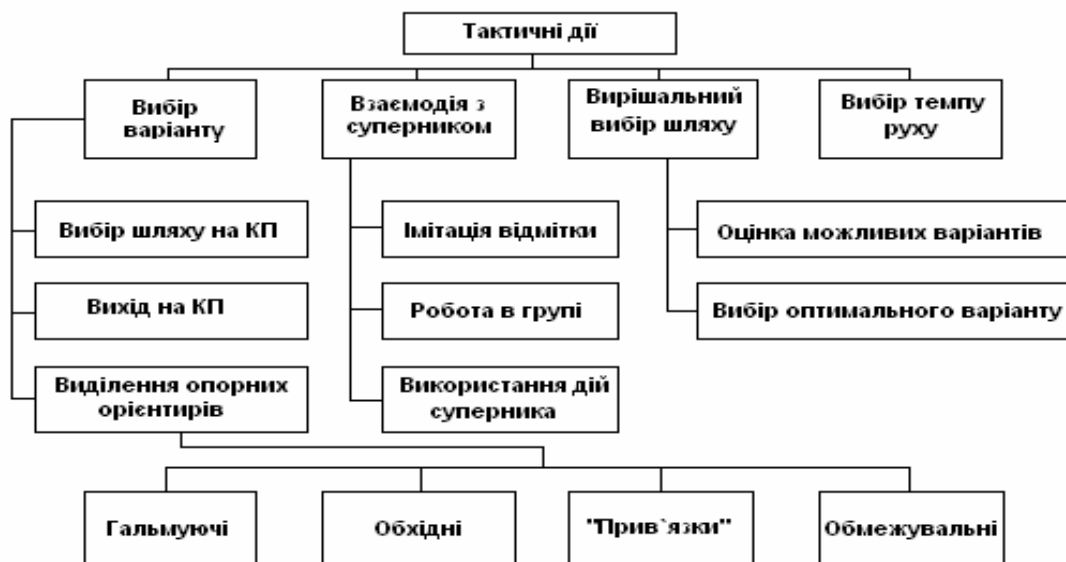 Тактичні дії
Вибір
варіанту
Взаємодія з
суперником
Вирішальний
вибір шляху
Вибір темпу
руху
Вибір шляху на КП
Імітація відмітки
Оцінка можливих варіантів
Вихід на КП
Робота в групі
Вибір оптимального варіанту
Виділення опорних
орієнтирів
Використання дій
суперника
Гальмуючі
Обхідні
"Прив`язки"
Обмежувальні